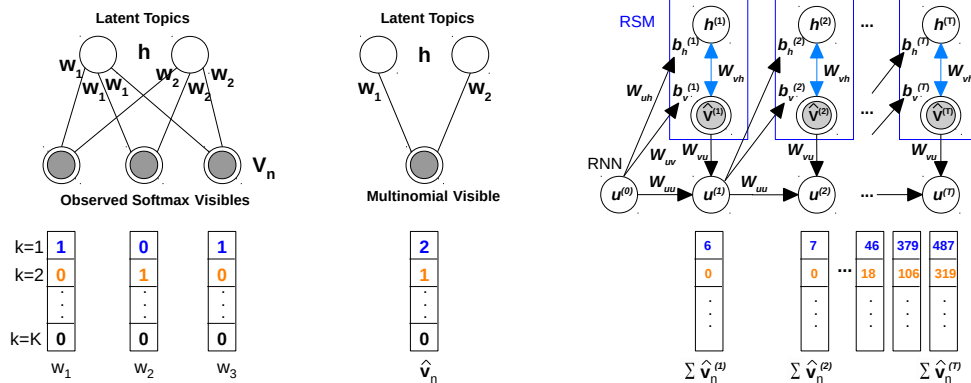 Latent Topics
h
w1 w1 w1 w2 w2 w2
Vn
Observed Softmax Visibles
k=1 1 0 1
k=2 0 1 0
. . .
. . .
. . .
k=K 0 0 0
w1 w2 w3
Latent Topics
h
w1 w2
Multinomial Visible
2
1
.
.
.
0
v̂n
RSM h(1) h(2) ... h(T)
bh(1) bh(2) bh(T)
Wuh Wvh Wvh Wvh
bv(1) bv(2) bv(T)
V̂(1) V̂(2) ... V̂(T)
RNN Wuv Wvu Wvu Wvu
u(0) Wuu u(1) Wuu u(2) ... u(T)
6 7 46 379 487
0 0 ... 18 106 319
. . . . .
. . . . .
. . . . .
∑ v̂n(1) ∑ v̂n(2) ∑ v̂n(T)